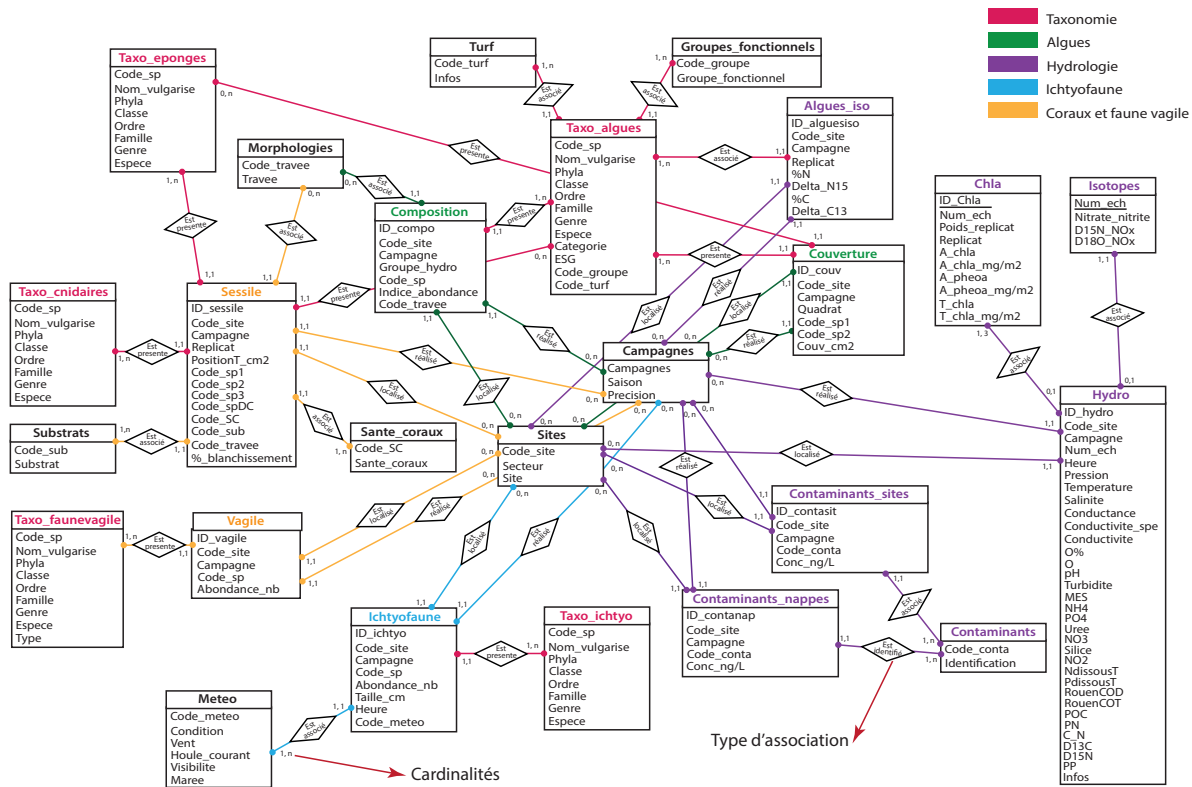 Taxonomie
Algues
Hydrologie
Ichtyofaune
Coraux et faune vagile
Taxo_eponges
Code_sp
Nom_vulgarise
Phyla
Classe
Ordre
Famille
Genre
Espece
Turf
Code_turf
Infos
Groupes_fonctionnels
Code_groupe
Groupe_fonctionnel
Morphologies
Code_travee
Travee
Taxo_algues
Code_sp
Nom_vulgarise
Phyla
Classe
Ordre
Famille
Genre
Espece
Categorie
ESG
Code_groupe
Code_turf
Algues_iso
ID_alguesiso
Code_site
Campagne
Replicat
%N
Delta_N15
%C
Delta_C13
Composition
ID_compo
Code_site
Campagne
Groupe_hydro
Code_sp
Indice_abondance
Code_travee
Chla
ID_Chla
Num_ech
Poids_replicat
Replicat
A_chla
A_chla_mg/m2
A_pheoa
A_pheoa_mg/m2
T_chla
T_chla_mg/m2
Isotopes
Num_ech
Nitrate_nitrite
D15N_NOx
D18O_NOx
Couverture
ID_couv
Code_site
Campagne
Quadrat
Code_sp1
Code_sp2
Couv_cm2
Taxo_cnidaires
Code_sp
Nom_vulgarise
Phyla
Classe
Ordre
Famille
Genre
Espece
Sessile
ID_sessile
Code_site
Campagne
Replicat
PositionT_cm2
Code_sp1
Code_sp2
Code_sp3
Code_spDC
Code_SC
Code_sub
Code_travee
%_blanchissement
Campagnes
Campagnes
Saison
Precision
Substrats
Code_sub
Substrat
Sante_coraux
Code_SC
Sante_coraux
Sites
Code_site
Secteur
Site
Hydro
ID_hydro
Code_site
Campagne
Num_ech
Heure
Pression
Temperature
Salinite
Conductance
Conductivite_spe
Conductivite
O%
O
pH
Turbidite
MES
NH4
PO4
Uree
NO3
Silice
NO2
NdissousT
PdissousT
RouenCOD
RouenCOT
POC
PN
C_N
D13C
D15N
PP
Infos
Taxo_faunevagile
Code_sp
Nom_vulgarise
Phyla
Classe
Ordre
Famille
Genre
Espece
Type
Vagile
ID_vagile
Code_site
Campagne
Code_sp
Abondance_nb
Contaminants_sites
ID_contasit
Code_site
Campagne
Code_conta
Conc_ng/L
Contaminants_nappes
ID_contanap
Code_site
Campagne
Code_conta
Conc_ng/L
Contaminants
Code_conta
Identification
Ichtyofaune
ID_ichtyo
Code_site
Campagne
Code_sp
Abondance_nb
Taille_cm
Heure
Code_meteo
Taxo_ichtyo
Code_sp
Nom_vulgarise
Phyla
Classe
Ordre
Famille
Genre
Espece
Meteo
Code_meteo
Condition
Vent
Houle_courant
Visibilite
Maree
Est
identifié
1,1
1,n
Type d'association
Est
associé
1, 1
1, n
Cardinalités